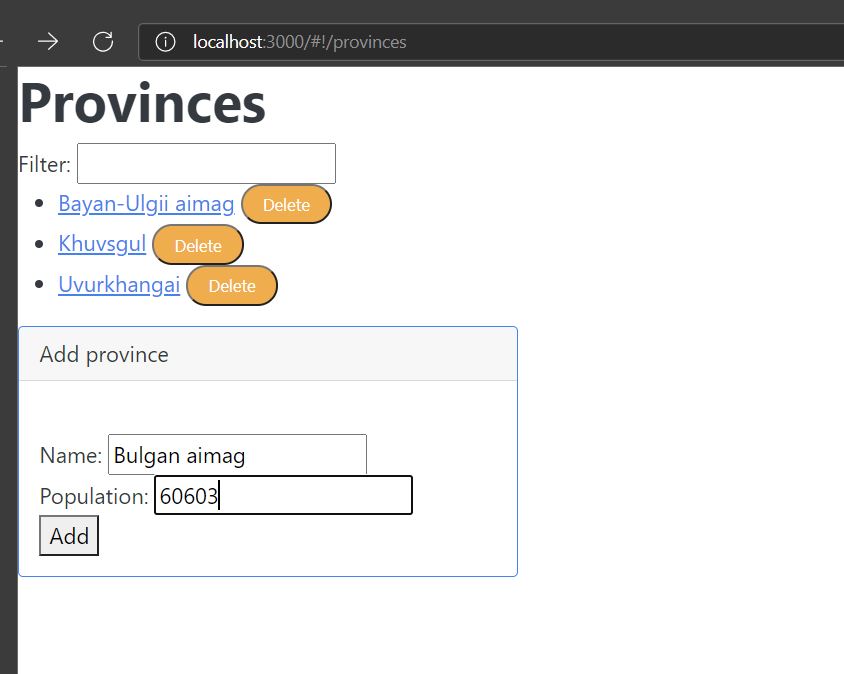 localhost:3000/#!/provinces
Provinces
Filter:
Bayan-Ulgii aimag Delete
Khuvsgul Delete
Uvurkhangai Delete
Add province
Name: Bulgan aimag
Population: 60603
Add